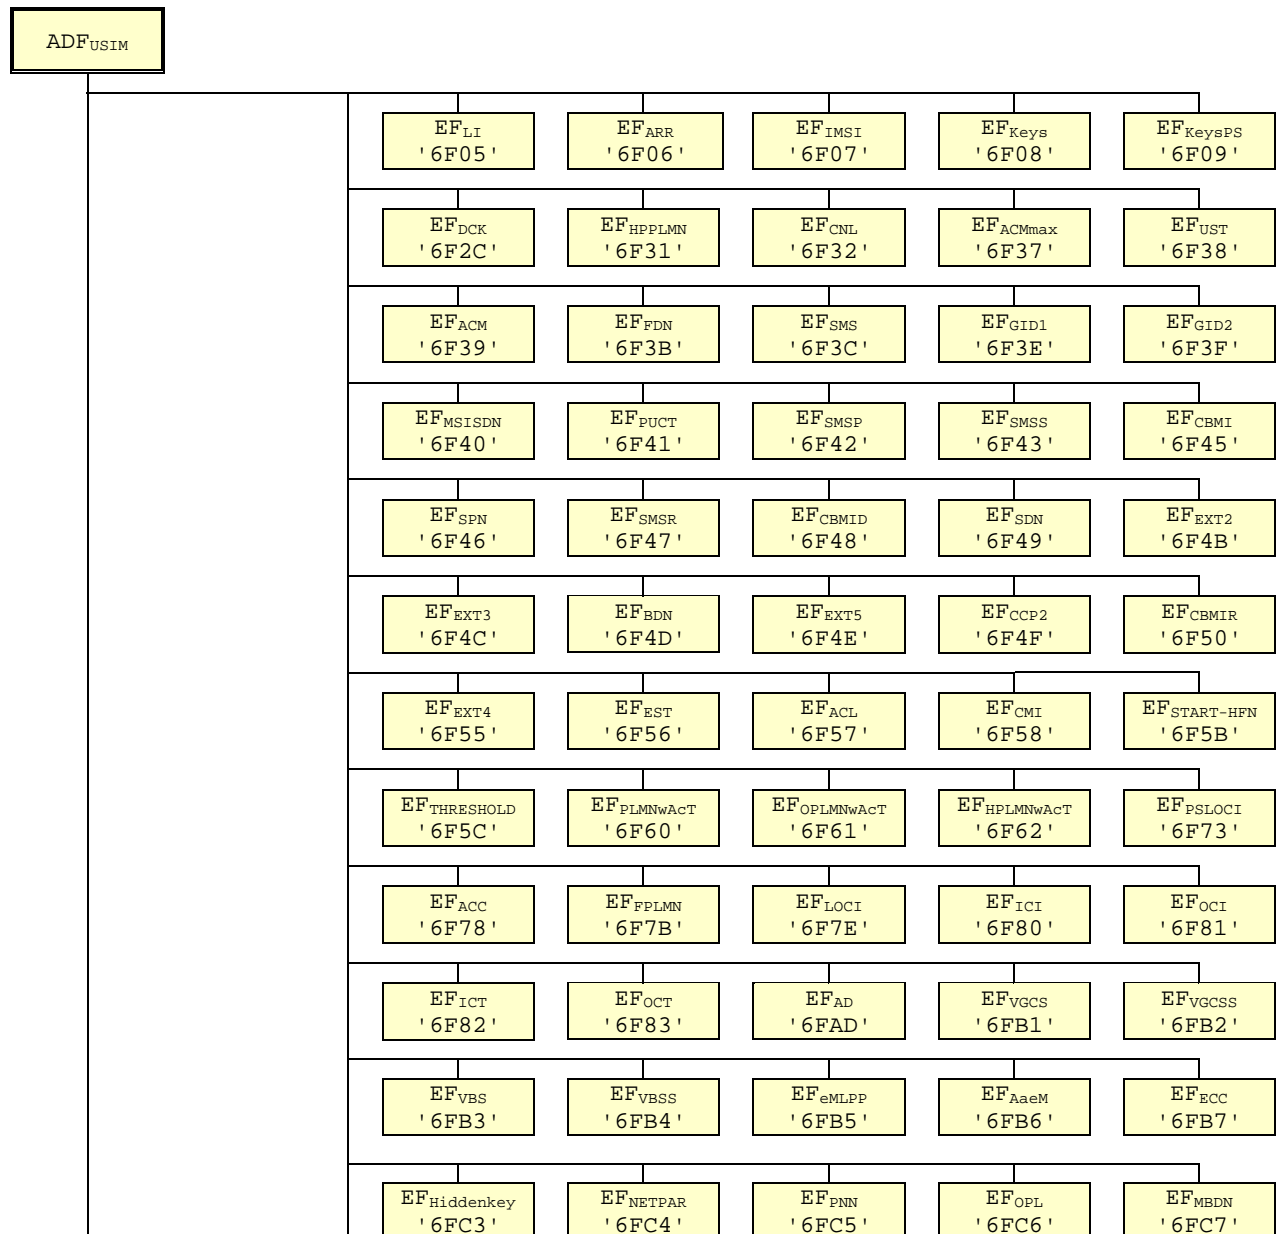 ADFUSIM
EFLI EFARR EFIMSI EFKeys EFKeysPS
'6F05' '6F06' '6F07' '6F08' '6F09'
EFDCK EFHPPLMN EFCNL EFACMmax EFUST
'6F2C' '6F31' '6F32' '6F37' '6F38'
EFACM EFFDN EFSMS EFGID1 EFGID2
'6F39' '6F3B' '6F3C' '6F3E' '6F3F'
EFMSISDN EFPUCT EFSMSP EFSMSS EFCBMI
'6F40' '6F41' '6F42' '6F43' '6F45'
EFSPN EFSMSR EFCBMID EFSDN EFEXT2
'6F46' '6F47' '6F48' '6F49' '6F4B'
EFEXT3 EFBDN EFEXT5 EFCCP2 EFCBMIR
'6F4C' '6F4D' '6F4E' '6F4F' '6F50'
EFEXT4 EFEST EFACL EFCMI EFSTART-HFN
'6F55' '6F56' '6F57' '6F58' '6F5B'
EFTHRESHOLD EFPLMNwAcT EFOPLMNwAcT EFHPLMNwAcT EFPSLOCI
'6F5C' '6F60' '6F61' '6F62' '6F73'
EFACC EFFPLMN EFLOCI EFICI EFOCI
'6F78' '6F7B' '6F7E' '6F80' '6F81'
EFICT EFOCT EFAD EFVGCS EFVGCSS
'6F82' '6F83' '6FAD' '6FB1' '6FB2'
EFVBS EFVBSS EFeMLPP EFAaeM EFECC
'6FB3' '6FB4' '6FB5' '6FB6' '6FB7'
EFHiddenkey EFNETPAR EFPNN EFOPL EFMBDN
'6FC3' '6FC4' '6FC5' '6FC6' '6FC7'